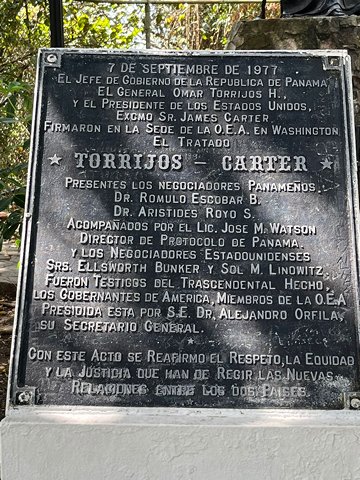 7 DE SEPTIEMBRE DE 1977
EL JEFE DE GOBIERNO DE LA REPUBLICA DE PANAMA,
EL GENERAL OMAR TORRIJOS H.,
Y EL PRESIDENTE DE LOS ESTADOS UNIDOS,
EXCMO SR. JAMES CARTER
FIRMARON EN LA SEDE DE LA O.E.A. EN WASHINGTON
EL TRATADO
★ TORRIJOS – CARTER ★
PRESENTES LOS NEGOCIADORES PANAMEÑOS,
DR. ROMULO ESCOBAR B.
DR. ARISTIDES ROYO S.
ACOMPAÑADOS POR EL LIC. JOSE M. WATSON
DIRECTOR DE PROTOCOLO DE PANAMA.
Y LOS NEGOCIADORES ESTADOUNIDENSES
SRS. ELLSWORTH BUNKER Y SOL M. LINOWITZ,
FUERON TESTIGOS DEL TRASCENDENTAL HECHO,
LOS GOBERNANTES DE AMERICA, MIEMBROS DE LA O.E.A
PRESIDIDA ESTA POR S.E. DR. ALEJANDRO ORFILA,
SU SECRETARIO GENERAL.
CON ESTE ACTO SE REAFIRMO EL RESPETO, LA EQUIDAD
Y LA JUSTICIA QUE HAN DE REGIR LAS NUEVAS
RELACIONES ENTRE LOS DOS PAISES.